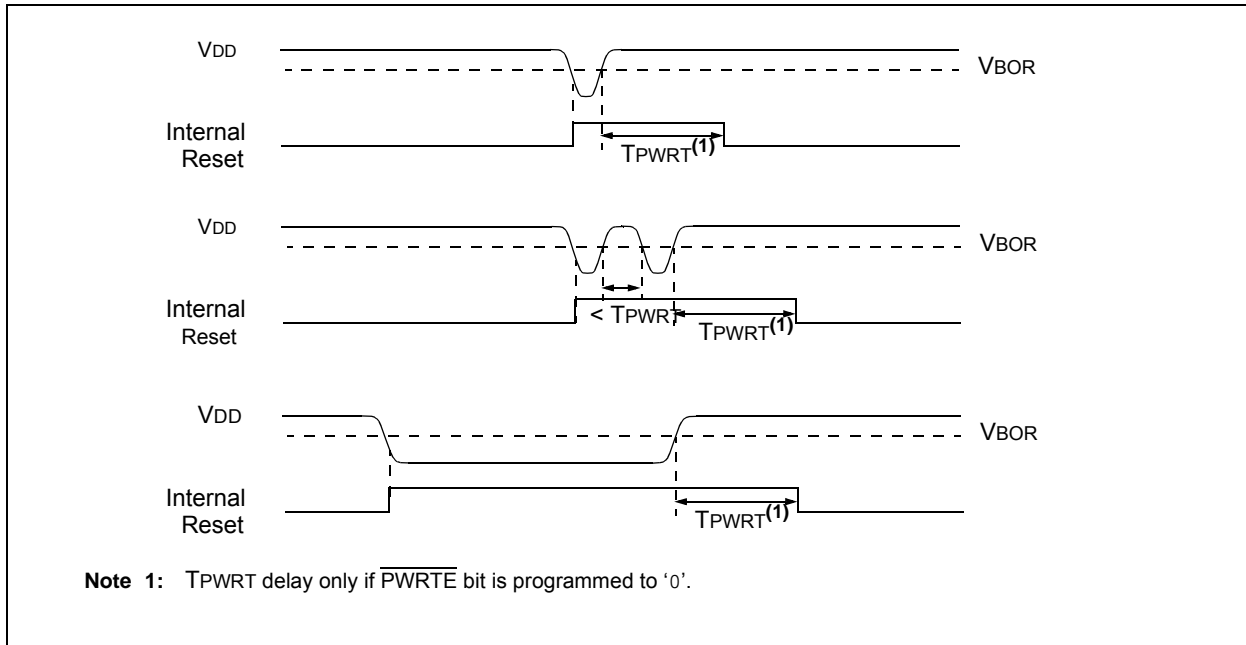 VDD
VBOR
Internal
Reset
TPWRT(1)
VDD
VBOR
Internal
Reset
< TPWRT
TPWRT(1)
VDD
VBOR
Internal
Reset
TPWRT(1)
Note 1: TPWRT delay only if PWRTE bit is programmed to ‘0’.